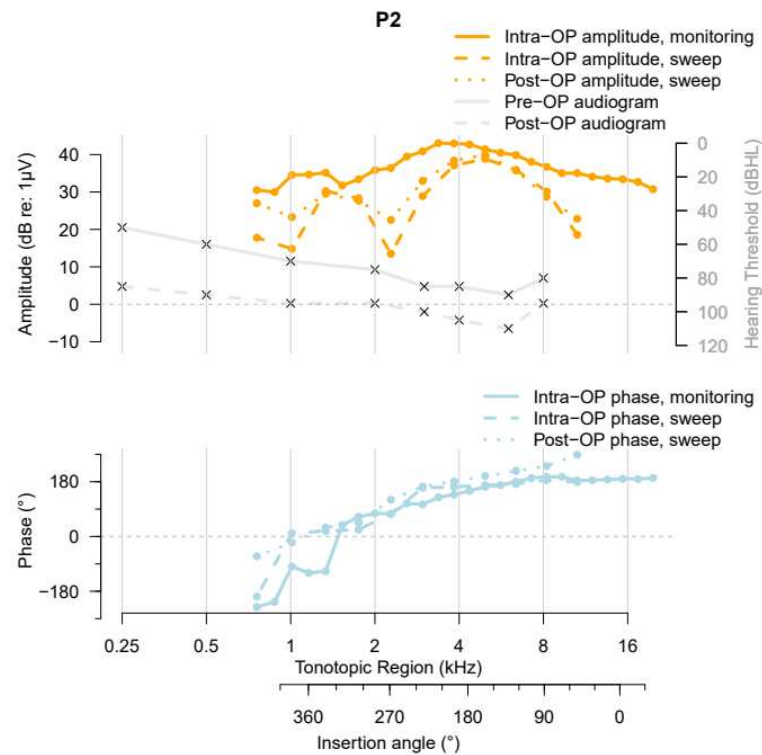 P2
Intra−OP amplitude, monitoring
Intra−OP amplitude, sweep
Post−OP amplitude, sweep
Pre−OP audiogram
Post−OP audiogram
Amplitude (dB re: 1µV)
40
30
20
10
0
−10
0
20
40
60
80
100
120
Hearing Threshold (dBHL)
Intra−OP phase, monitoring
Intra−OP phase, sweep
Post−OP phase, sweep
Phase (°)
180
0
−180
0.25 0.5 1 2 4 8 16
Tonotopic Region (kHz)
360 270 180 90 0
Insertion angle (°)